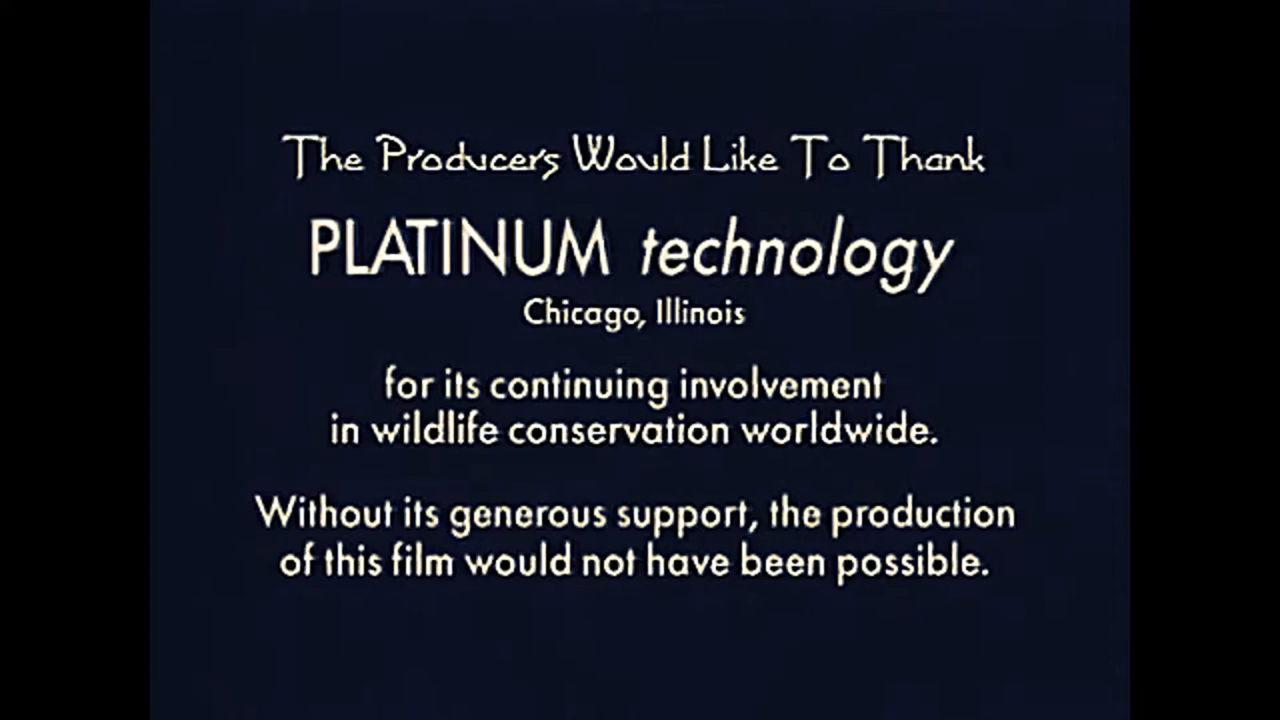 The Producers Would Like To Thank
PLATINUM technology
Chicago, Illinois
for its continuing involvement
in wildlife conservation worldwide.
Without its generous support, the production
of this film would not have been possible.